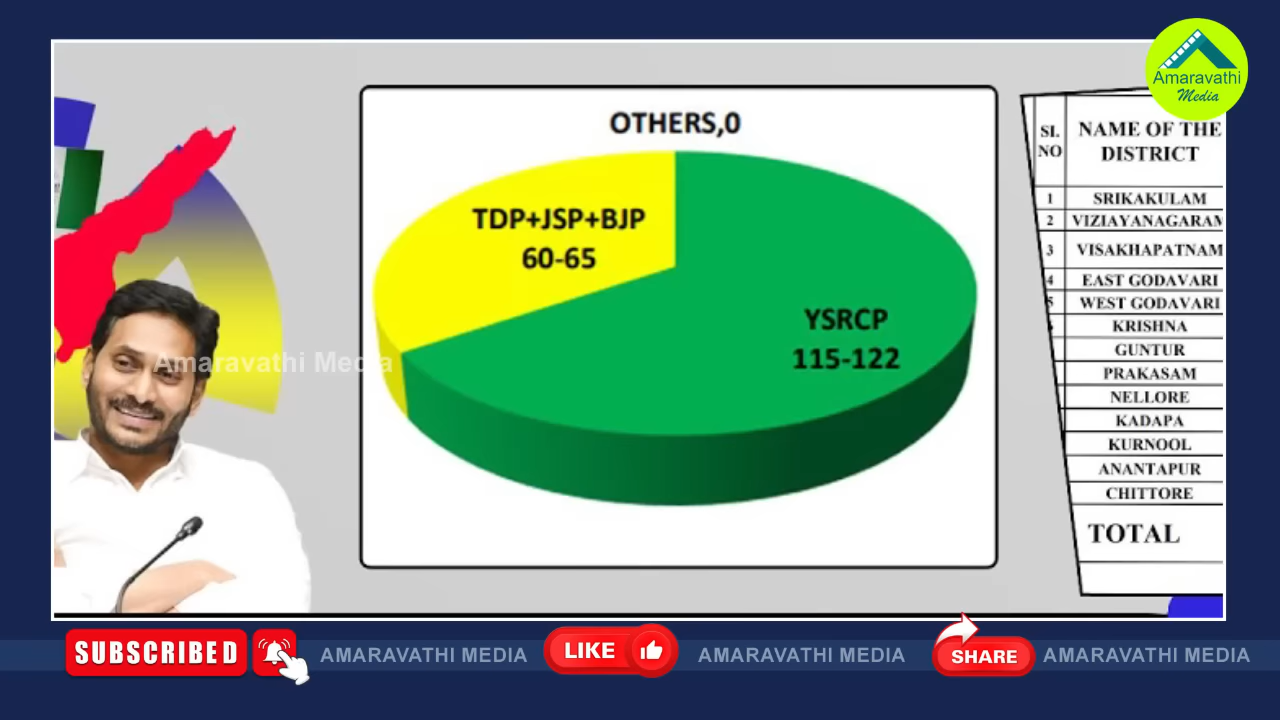 Amaravathi
Media
OTHERS,0
TDP+JSP+BJP
60-65
YSRCP
115-122
Amaravathi Media
SI. NAME OF THE
NO DISTRICT
1 SRIKAKULAM
2 VIZIAYANAGARAM
3 VISAKHAPATNAM
4 EAST GODAVARI
5 WEST GODAVARI
KRISHNA
GUNTUR
PRAKASAM
NELLORE
KADAPA
KURNOOL
ANANTAPUR
CHITTORE
TOTAL
SUBSCRIBED AMARAVATHI MEDIA LIKE AMARAVATHI MEDIA SHARE AMARAVATHI MEDIA